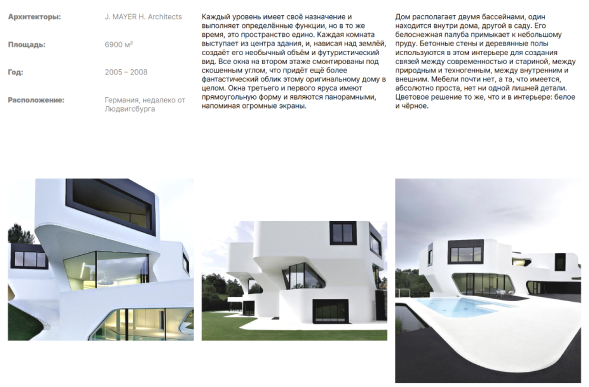 Архитекторы:
J. MAYER H. Architects
Площадь:
6900 м²
Год:
2005 – 2008
Расположение:
Германия, недалеко от
Людвигсбурга
Каждый уровень имеет своё назначение и
выполняет определённые функции, но в то же
время, это пространство едино. Каждая комната
выступает из центра здания, и, нависая над землёй,
создаёт его необычный объём и футуристический
вид. Все окна на втором этаже смонтированы под
скошенным углом, что придёт ещё более
фантастический облик этому оригинальному дому в
целом. Окна третьего и первого яруса имеют
прямоугольную форму и являются панорамными,
напоминая огромные экраны.
Дом располагает двумя бассейнами, один
находится внутри дома, другой в саду. Его
белоснежная палуба примыкает к небольшому
пруду. Бетонные стены и деревянные полы
используются в этом интерьере для создания
связей между современностью и стариной, между
природным и техногенным, между внутренним и
внешним. Мебели почти нет, а та, что имеется,
абсолютно проста, нет ни одной лишней детали.
Цветовое решение то же, что и в интерьере: белое
и чёрное.